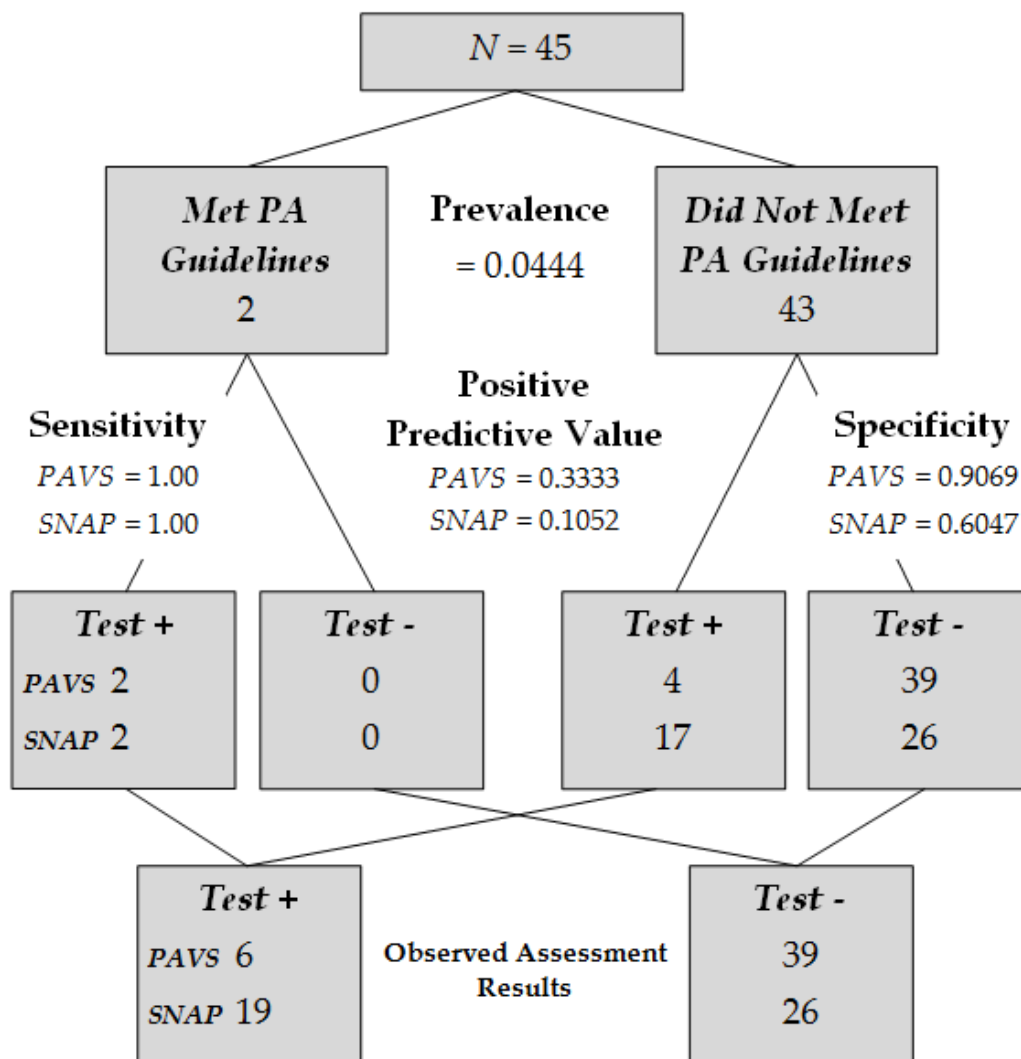 N = 45
Met PA
Guidelines
2
Prevalence
= 0.0444
Did Not Meet
PA Guidelines
43
Sensitivity
PAVS = 1.00
SNAP = 1.00
Positive
Predictive Value
PAVS = 0.3333
SNAP = 0.1052
Specificity
PAVS = 0.9069
SNAP = 0.6047
Test +
PAVS 2
SNAP 2
Test -
0
0
Test +
4
17
Test -
39
26
Test +
PAVS 6
SNAP 19
Observed Assessment
Results
Test -
39
26